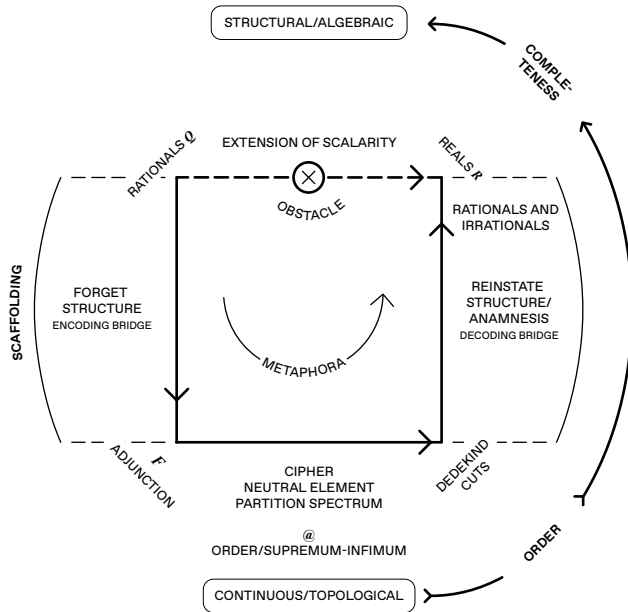 STRUCTURAL/ALGEBRAIC
COMPLE-
TENESS
RATIONALS Q
EXTENSION OF SCALARITY
REALS R
OBSTACLE
RATIONALS AND
IRRATIONALS
SCAFFOLDING
FORGET
STRUCTURE
ENCODING BRIDGE
REINSTATE
STRUCTURE/
ANAMNESIS
DECODING BRIDGE
METAPHORA
F
ADJUNCTION
CIPHER
NEUTRAL ELEMENT
PARTITION SPECTRUM
DEDEKIND
CUTS
@
ORDER/SUPREMUM-INFIMUM
ORDER
CONTINUOUS/TOPOLOGICAL